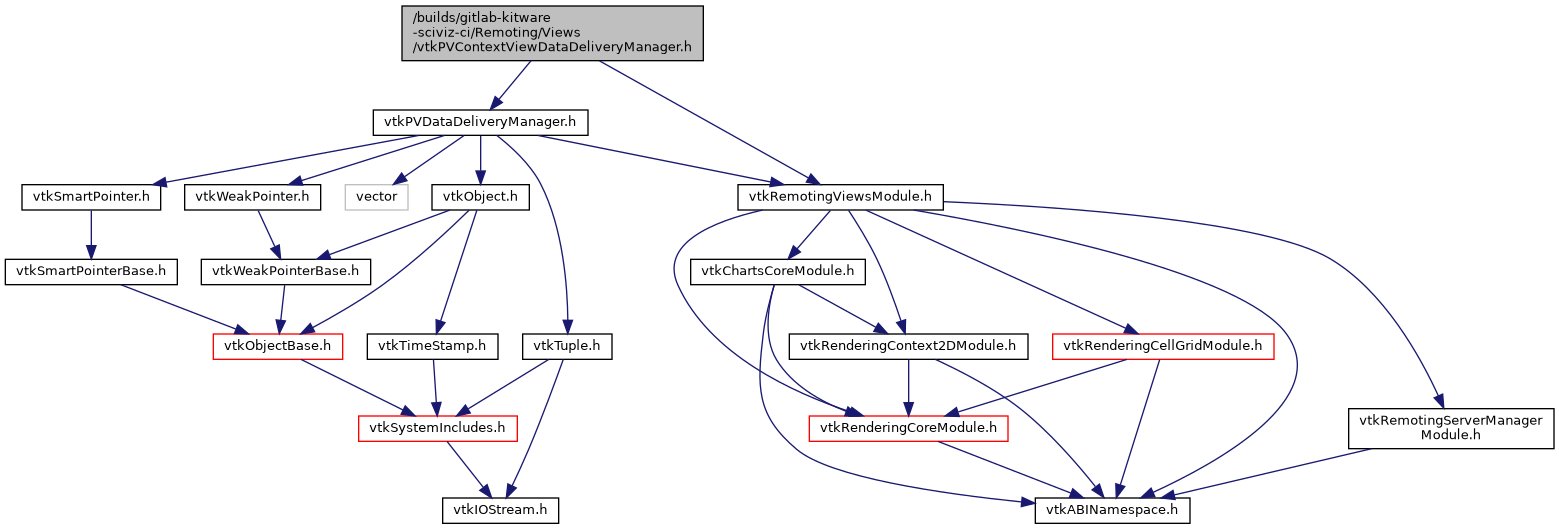 /builds/gitlab-kitware
-sciviz-ci/Remoting/Views
/vtkPVContextViewDataDeliveryManager.h
vtkPVDataDeliveryManager.h
vtkSmartPointer.h
vtkWeakPointer.h
vector
vtkObject.h
vtkRemotingViewsModule.h
vtkSmartPointerBase.h
vtkWeakPointerBase.h
vtkChartsCoreModule.h
vtkObjectBase.h
vtkTimeStamp.h
vtkTuple.h
vtkRenderingContext2DModule.h
vtkRenderingCellGridModule.h
vtkSystemIncludes.h
vtkRenderingCoreModule.h
vtkRemotingServerManager
Module.h
vtkIOStream.h
vtkABINamespace.h